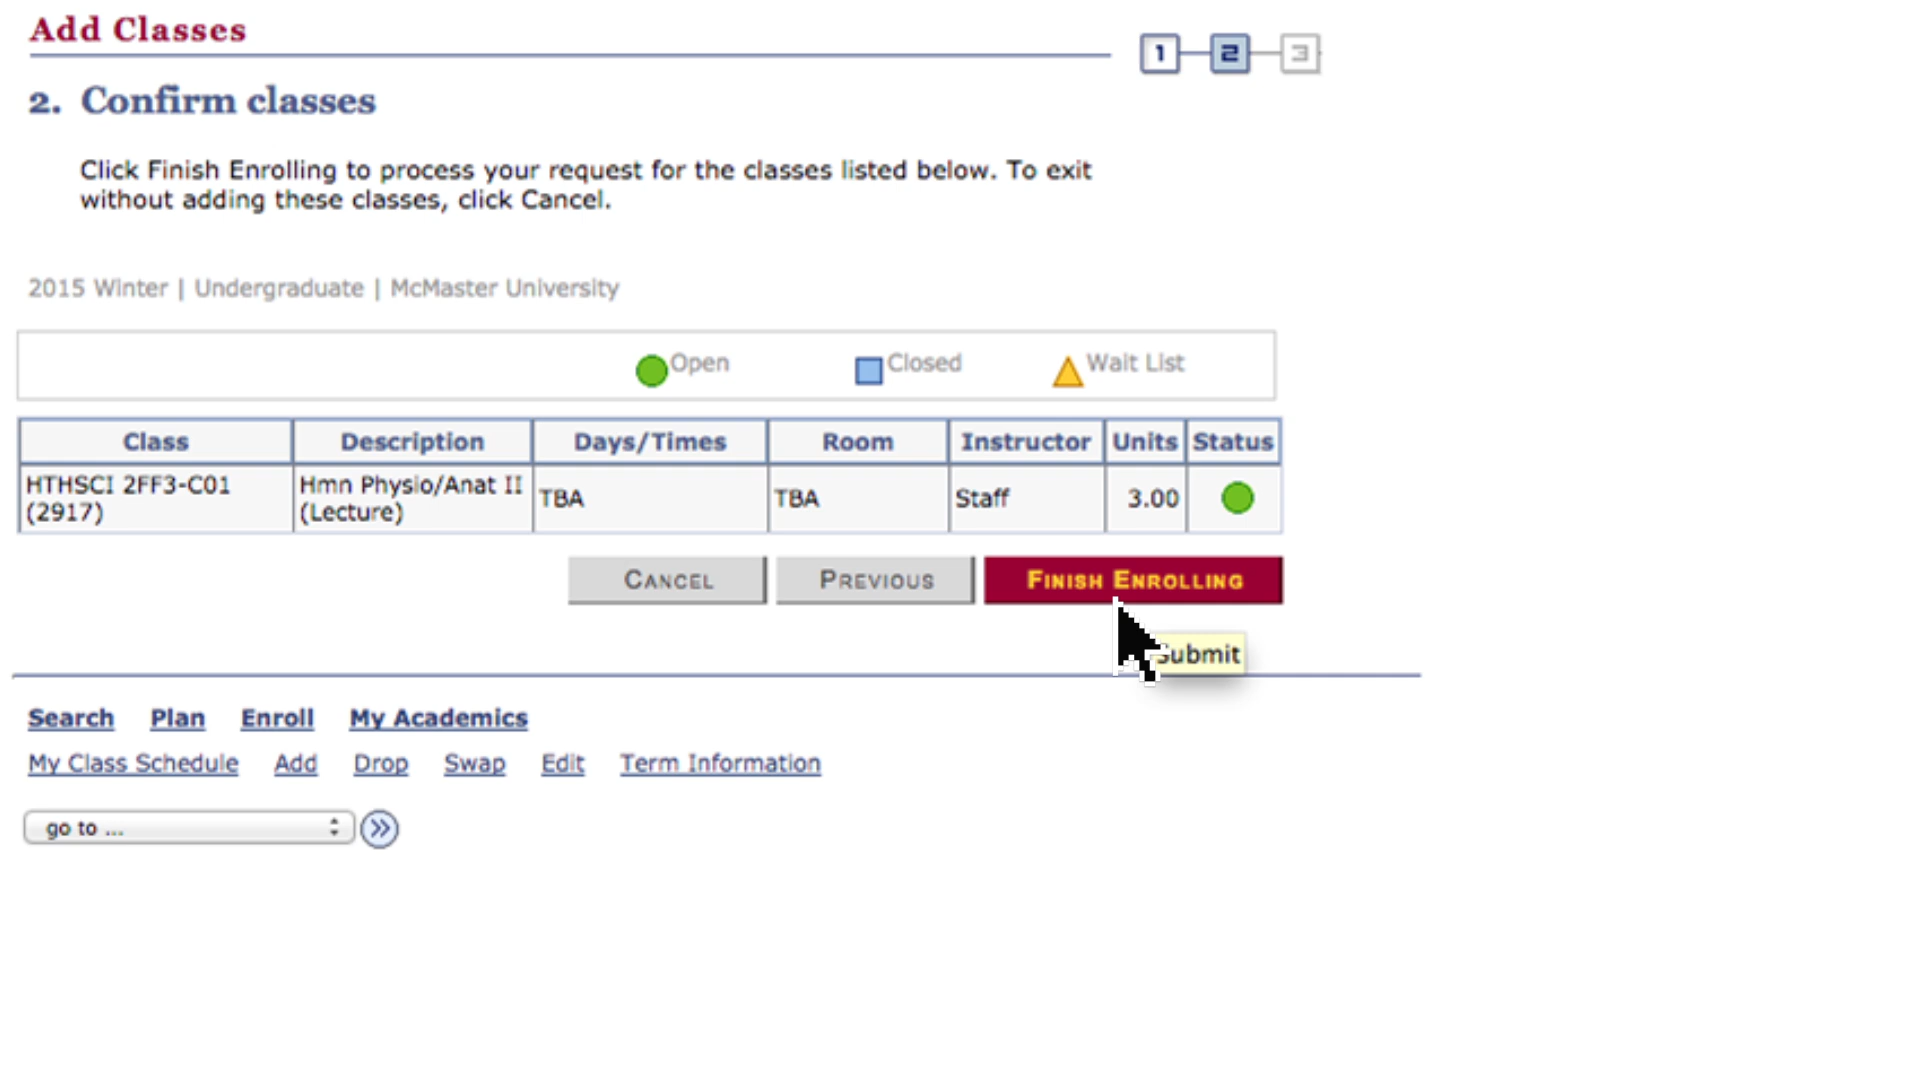 Add Classes
1 2 3
2. Confirm classes
Click Finish Enrolling to process your request for the classes listed below. To exit
without adding these classes, click Cancel.
2015 Winter | Undergraduate | McMaster University
Open Closed Wait List
Class Description Days/Times Room Instructor Units Status
HTHSCI 2FF3-C01 Hmn Physio/Anat II
(2917) (Lecture) TBA TBA Staff 3.00
CANCEL PREVIOUS FINISH ENROLLING
Submit
Search Plan Enroll My Academics
My Class Schedule Add Drop Swap Edit Term Information
go to ...